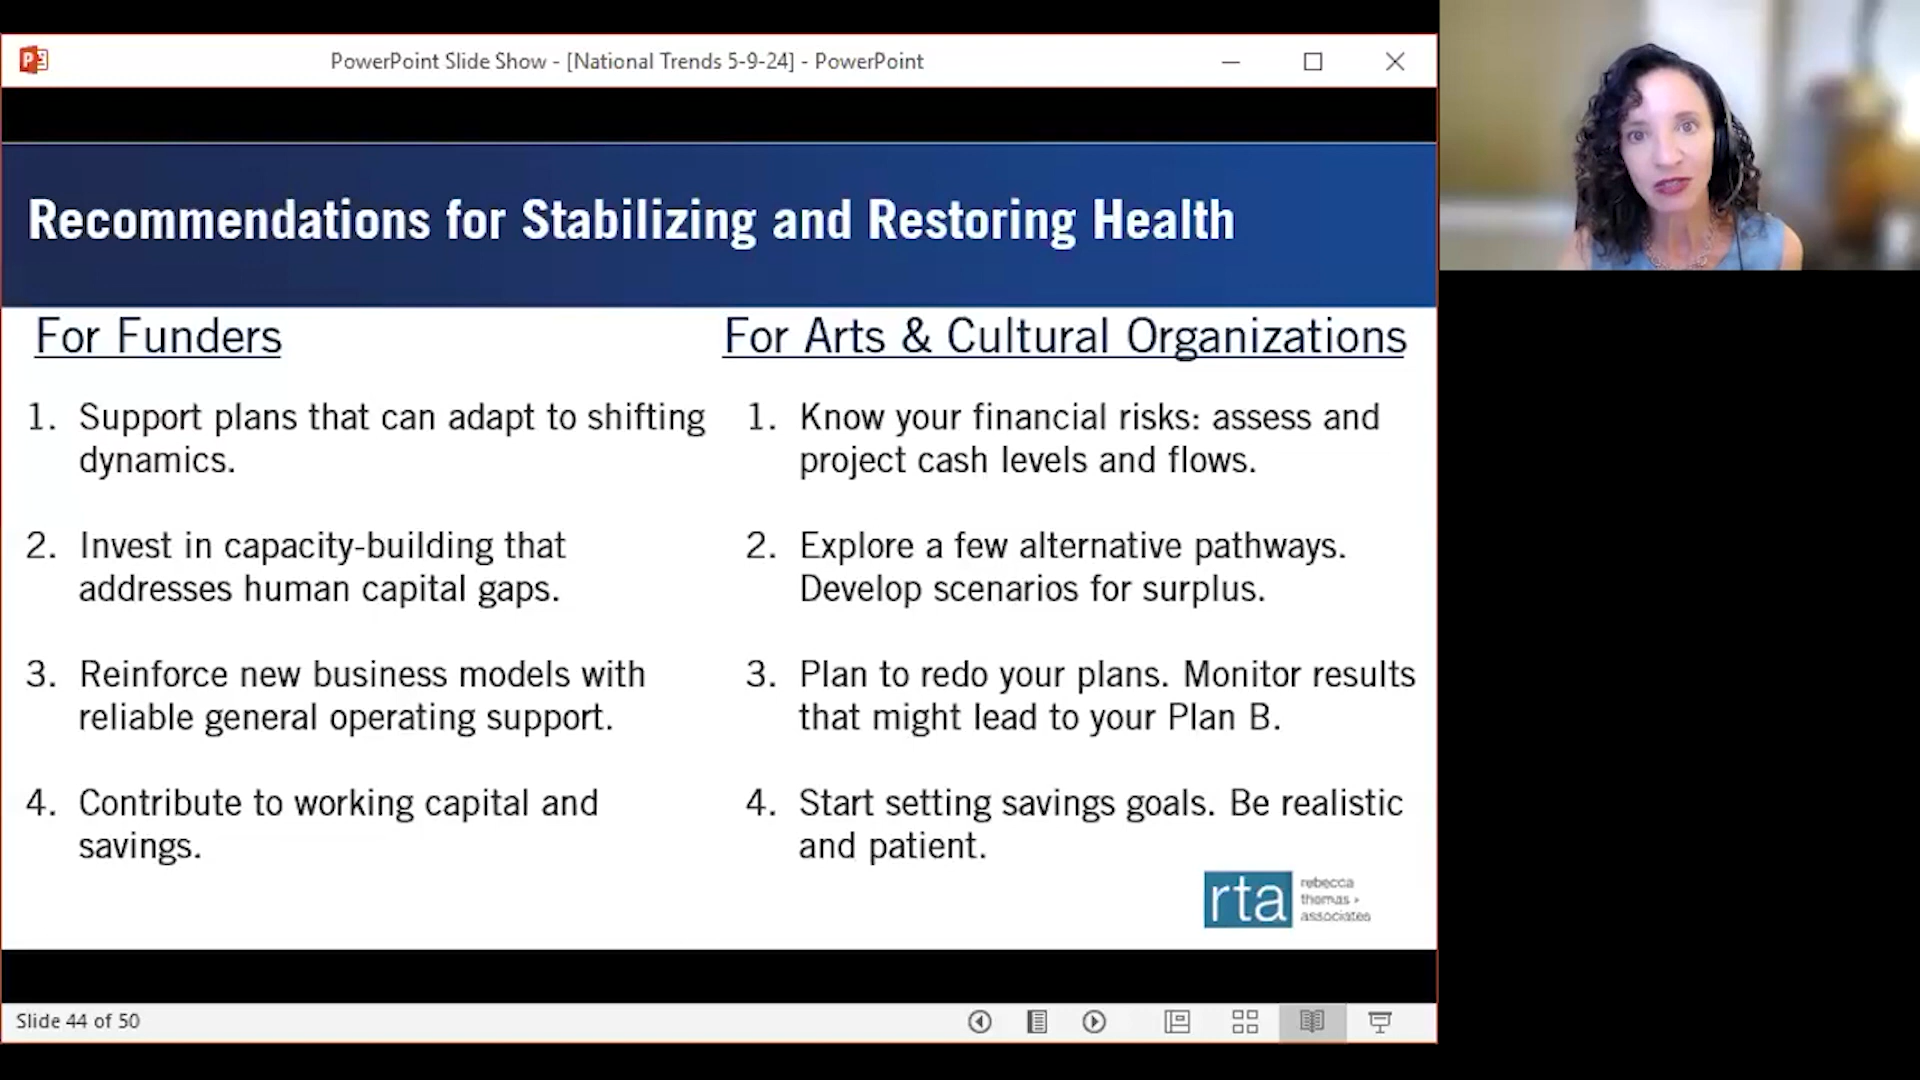 PowerPoint Slide Show - [National Trends 5-9-24] - PowerPoint
Recommendations for Stabilizing and Restoring Health
For Funders
1. Support plans that can adapt to shifting
dynamics.
2. Invest in capacity-building that
addresses human capital gaps.
3. Reinforce new business models with
reliable general operating support.
4. Contribute to working capital and
savings.
For Arts & Cultural Organizations
1. Know your financial risks: assess and
project cash levels and flows.
2. Explore a few alternative pathways.
Develop scenarios for surplus.
3. Plan to redo your plans. Monitor results
that might lead to your Plan B.
4. Start setting savings goals. Be realistic
and patient.
rta
rebecca
thomas +
associates
Slide 44 of 50